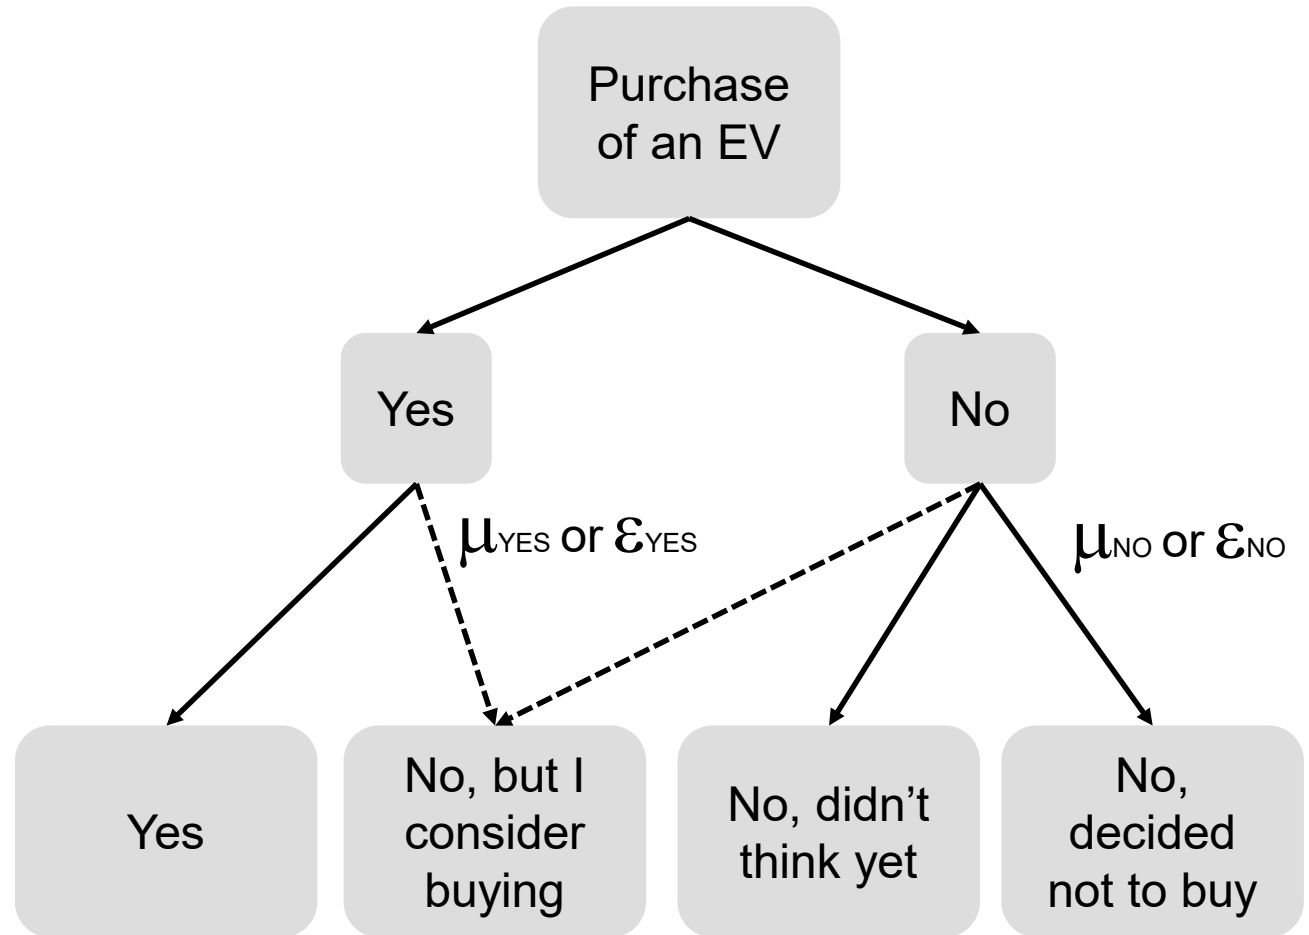 Purchase
of an EV
Yes
No
μYES or εYES
μNO or εNO
Yes
No, but I
consider
buying
No, didn’t
think yet
No,
decided
not to buy